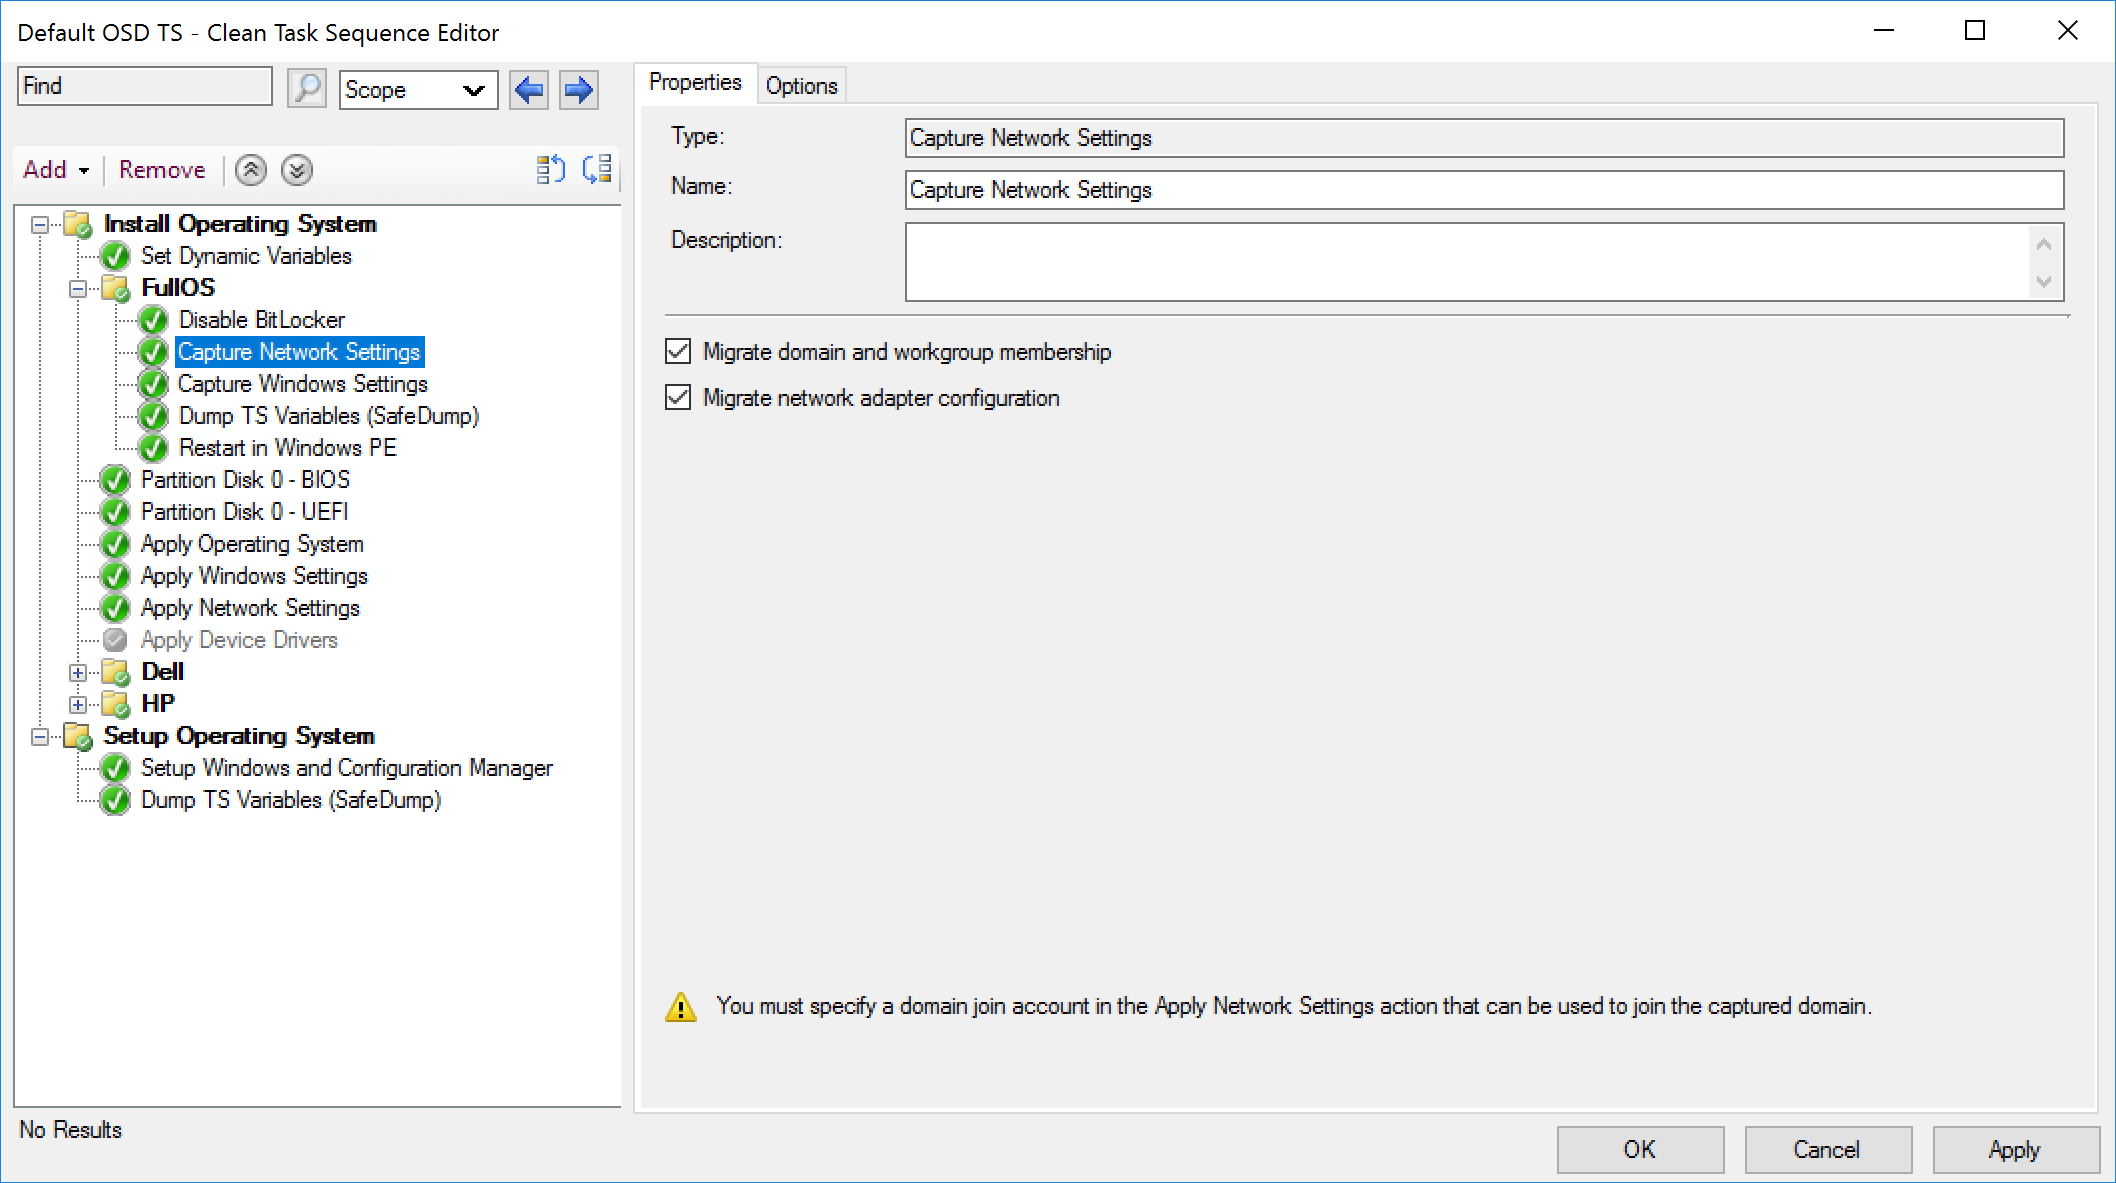 Default OSD TS - Clean Task Sequence Editor
Find
Scope
Add
Remove
Install Operating System
Set Dynamic Variables
FullOS
Disable BitLocker
Capture Network Settings
Capture Windows Settings
Dump TS Variables (SafeDump)
Restart in Windows PE
Partition Disk 0 - BIOS
Partition Disk 0 - UEFI
Apply Operating System
Apply Windows Settings
Apply Network Settings
Apply Device Drivers
Dell
HP
Setup Operating System
Setup Windows and Configuration Manager
Dump TS Variables (SafeDump)
No Results
Properties
Options
Type:
Capture Network Settings
Name:
Capture Network Settings
Description:
Migrate domain and workgroup membership
Migrate network adapter configuration
You must specify a domain join account in the Apply Network Settings action that can be used to join the captured domain.
OK
Cancel
Apply